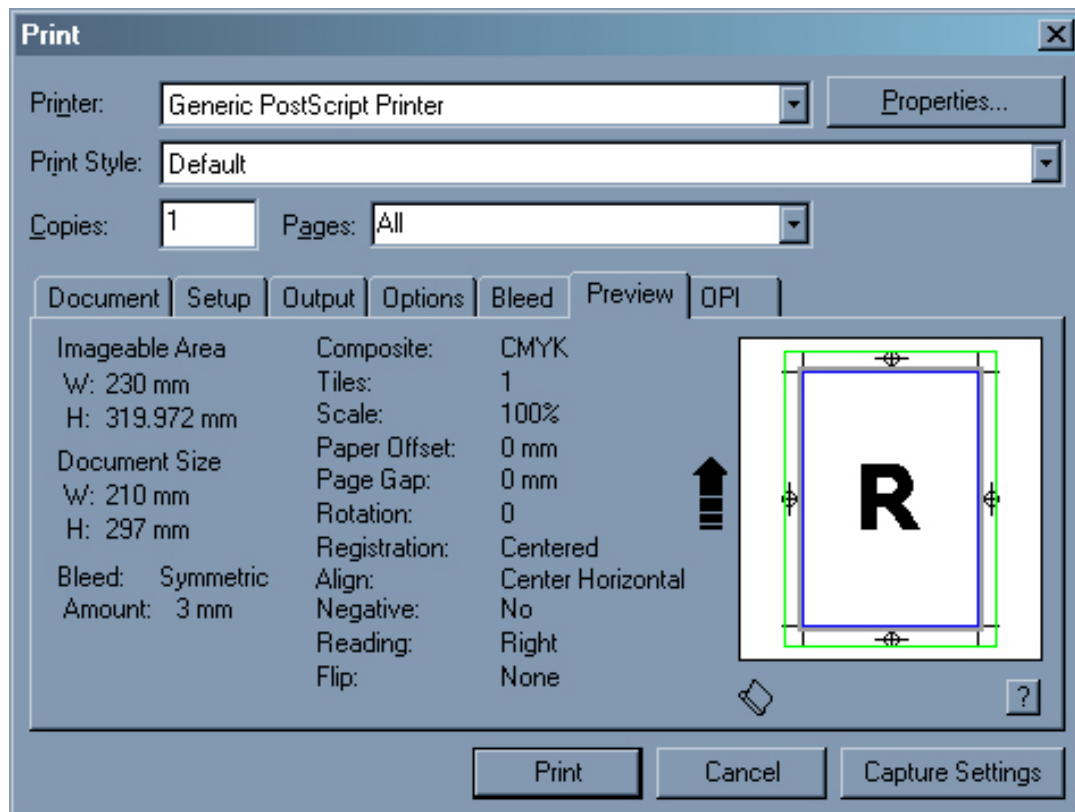 Print
Printer: Generic PostScript Printer Properties...
Print Style: Default
Copies: 1 Pages: All
Document Setup Output Options Bleed Preview OPI
Imageable Area
W: 230 mm
H: 319.972 mm
Document Size
W: 210 mm
H: 297 mm
Bleed: Symmetric
Amount: 3 mm
Composite: CMYK
Tiles: 1
Scale: 100%
Paper Offset: 0 mm
Page Gap: 0 mm
Rotation: 0
Registration: Centered
Align: Center Horizontal
Negative: No
Reading: Right
Flip: None
R
?
Print Cancel Capture Settings